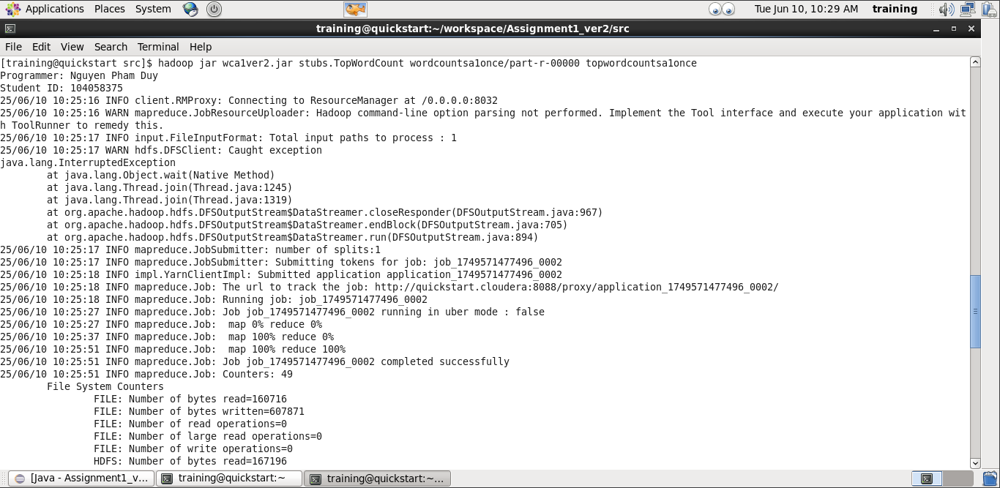 Applications Places System Tue Jun 10, 10:29 AM training
training@quickstart:~/workspace/Assignment1_ver2/src
File Edit View Search Terminal Help
[training@quickstart src]$ hadoop jar wca1ver2.jar stubs.TopWordCount wordcountsa1once/part-r-00000 topwordcountsa1once
Programmer: Nguyen Pham Duy
Student ID: 104058375
25/06/10 10:25:16 INFO client.RMProxy: Connecting to ResourceManager at /0.0.0.0:8032
25/06/10 10:25:16 WARN mapreduce.JobResourceUploader: Hadoop command-line option parsing not performed. Implement the Tool interface and execute your application wit
h ToolRunner to remedy this.
25/06/10 10:25:17 INFO input.FileInputFormat: Total input paths to process : 1
25/06/10 10:25:17 WARN hdfs.DFSClient: Caught exception
java.lang.InterruptedException
        at java.lang.Object.wait(Native Method)
        at java.lang.Thread.join(Thread.java:1245)
        at java.lang.Thread.join(Thread.java:1319)
        at org.apache.hadoop.hdfs.DFSOutputStream$DataStreamer.closeResponder(DFSOutputStream.java:967)
        at org.apache.hadoop.hdfs.DFSOutputStream$DataStreamer.endBlock(DFSOutputStream.java:705)
        at org.apache.hadoop.hdfs.DFSOutputStream$DataStreamer.run(DFSOutputStream.java:894)
25/06/10 10:25:17 INFO mapreduce.JobSubmitter: number of splits:1
25/06/10 10:25:17 INFO mapreduce.JobSubmitter: Submitting tokens for job: job_1749571477496_0002
25/06/10 10:25:18 INFO impl.YarnClientImpl: Submitted application application_1749571477496_0002
25/06/10 10:25:18 INFO mapreduce.Job: The url to track the job: http://quickstart.cloudera:8088/proxy/application_1749571477496_0002/
25/06/10 10:25:18 INFO mapreduce.Job: Running job: job_1749571477496_0002
25/06/10 10:25:27 INFO mapreduce.Job: Job job_1749571477496_0002 running in uber mode : false
25/06/10 10:25:27 INFO mapreduce.Job:  map 0% reduce 0%
25/06/10 10:25:37 INFO mapreduce.Job:  map 100% reduce 0%
25/06/10 10:25:51 INFO mapreduce.Job:  map 100% reduce 100%
25/06/10 10:25:51 INFO mapreduce.Job: Job job_1749571477496_0002 completed successfully
25/06/10 10:25:51 INFO mapreduce.Job: Counters: 49
        File System Counters
                FILE: Number of bytes read=160716
                FILE: Number of bytes written=607871
                FILE: Number of read operations=0
                FILE: Number of large read operations=0
                FILE: Number of write operations=0
                HDFS: Number of bytes read=167196
[Java - Assignment1_v... training@quickstart:~ training@quickstart:~...